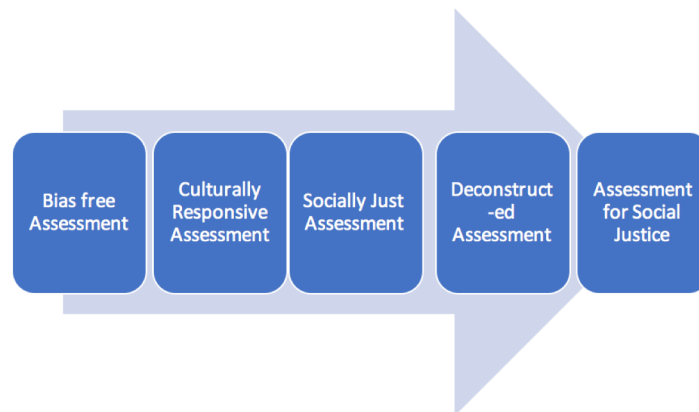 Bias free
Assessment
Culturally
Responsive
Assessment
Socially Just
Assessment
Deconstruct
-ed
Assessment
Assessment
for Social
Justice